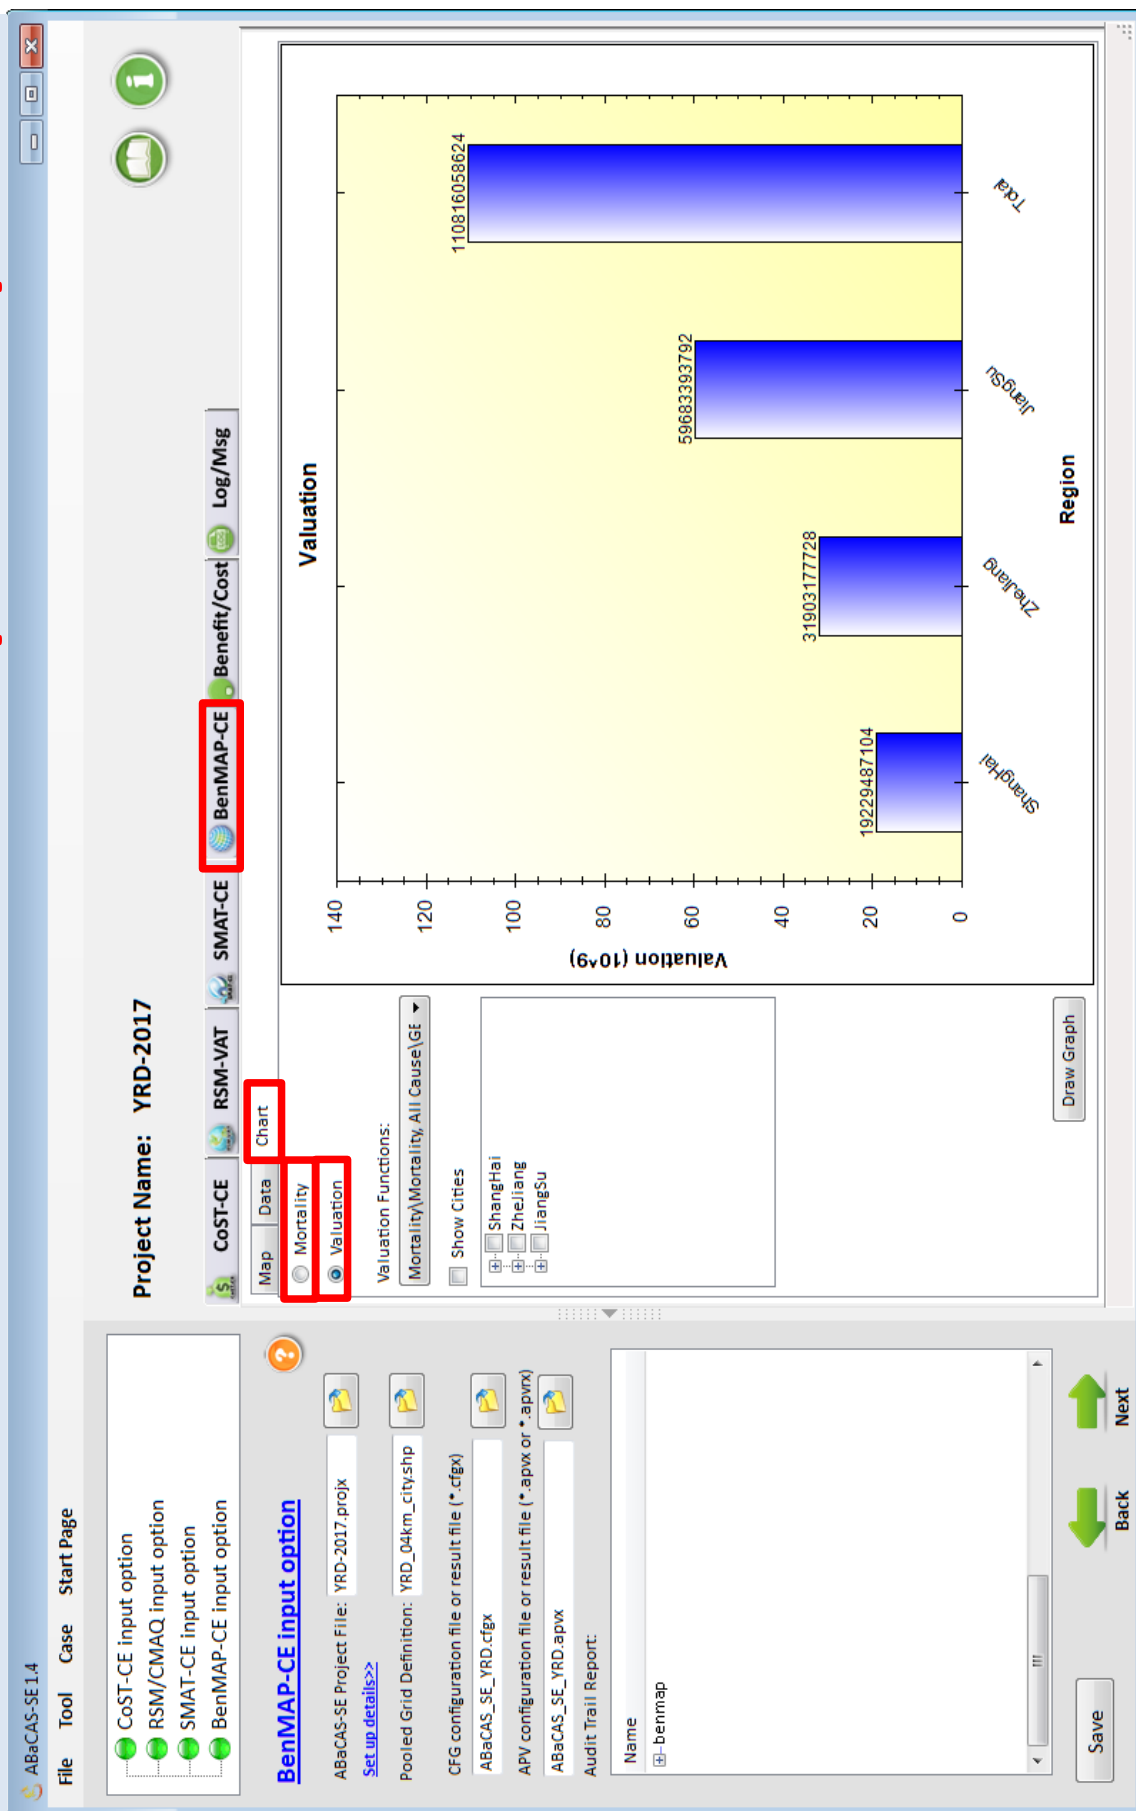 ABaCAS-SE 1.4
File Tool Case Start Page
CoST-CE input option
RSM/CMAQ input option
SMAT-CE input option
BenMAP-CE input option
BenMAP-CE input option
ABaCAS-SE Project File: YRD-2017.projx
Set up details>>
Pooled Grid Definition: YRD_04km_city.shp
CFG configuration file or result file (*.cfgx)
ABaCAS_SE_YRD.cfgx
APV configuration file or result file (*.apvx or *.apvrx)
ABaCAS_SE_YRD.apvx
Audit Trail Report:
Name
benmap
Save
Back
Next
Project Name: YRD-2017
CoST-CE RSM-VAT SMAT-CE BenMAP-CE Benefit/Cost Log/Msg
Map Data Chart
Mortality
Valuation
Valuation Functions:
Mortality\Mortality, All Cause\GE
Show Cities
ShangHai
ZheJiang
JiangSu
Draw Graph
Valuation
Valuation (10^9)
140
120
100
80
60
40
20
0
19229487104
31903177728
59683393792
110816058624
ShangHai
ZheJiang
JiangSu
Total
Region